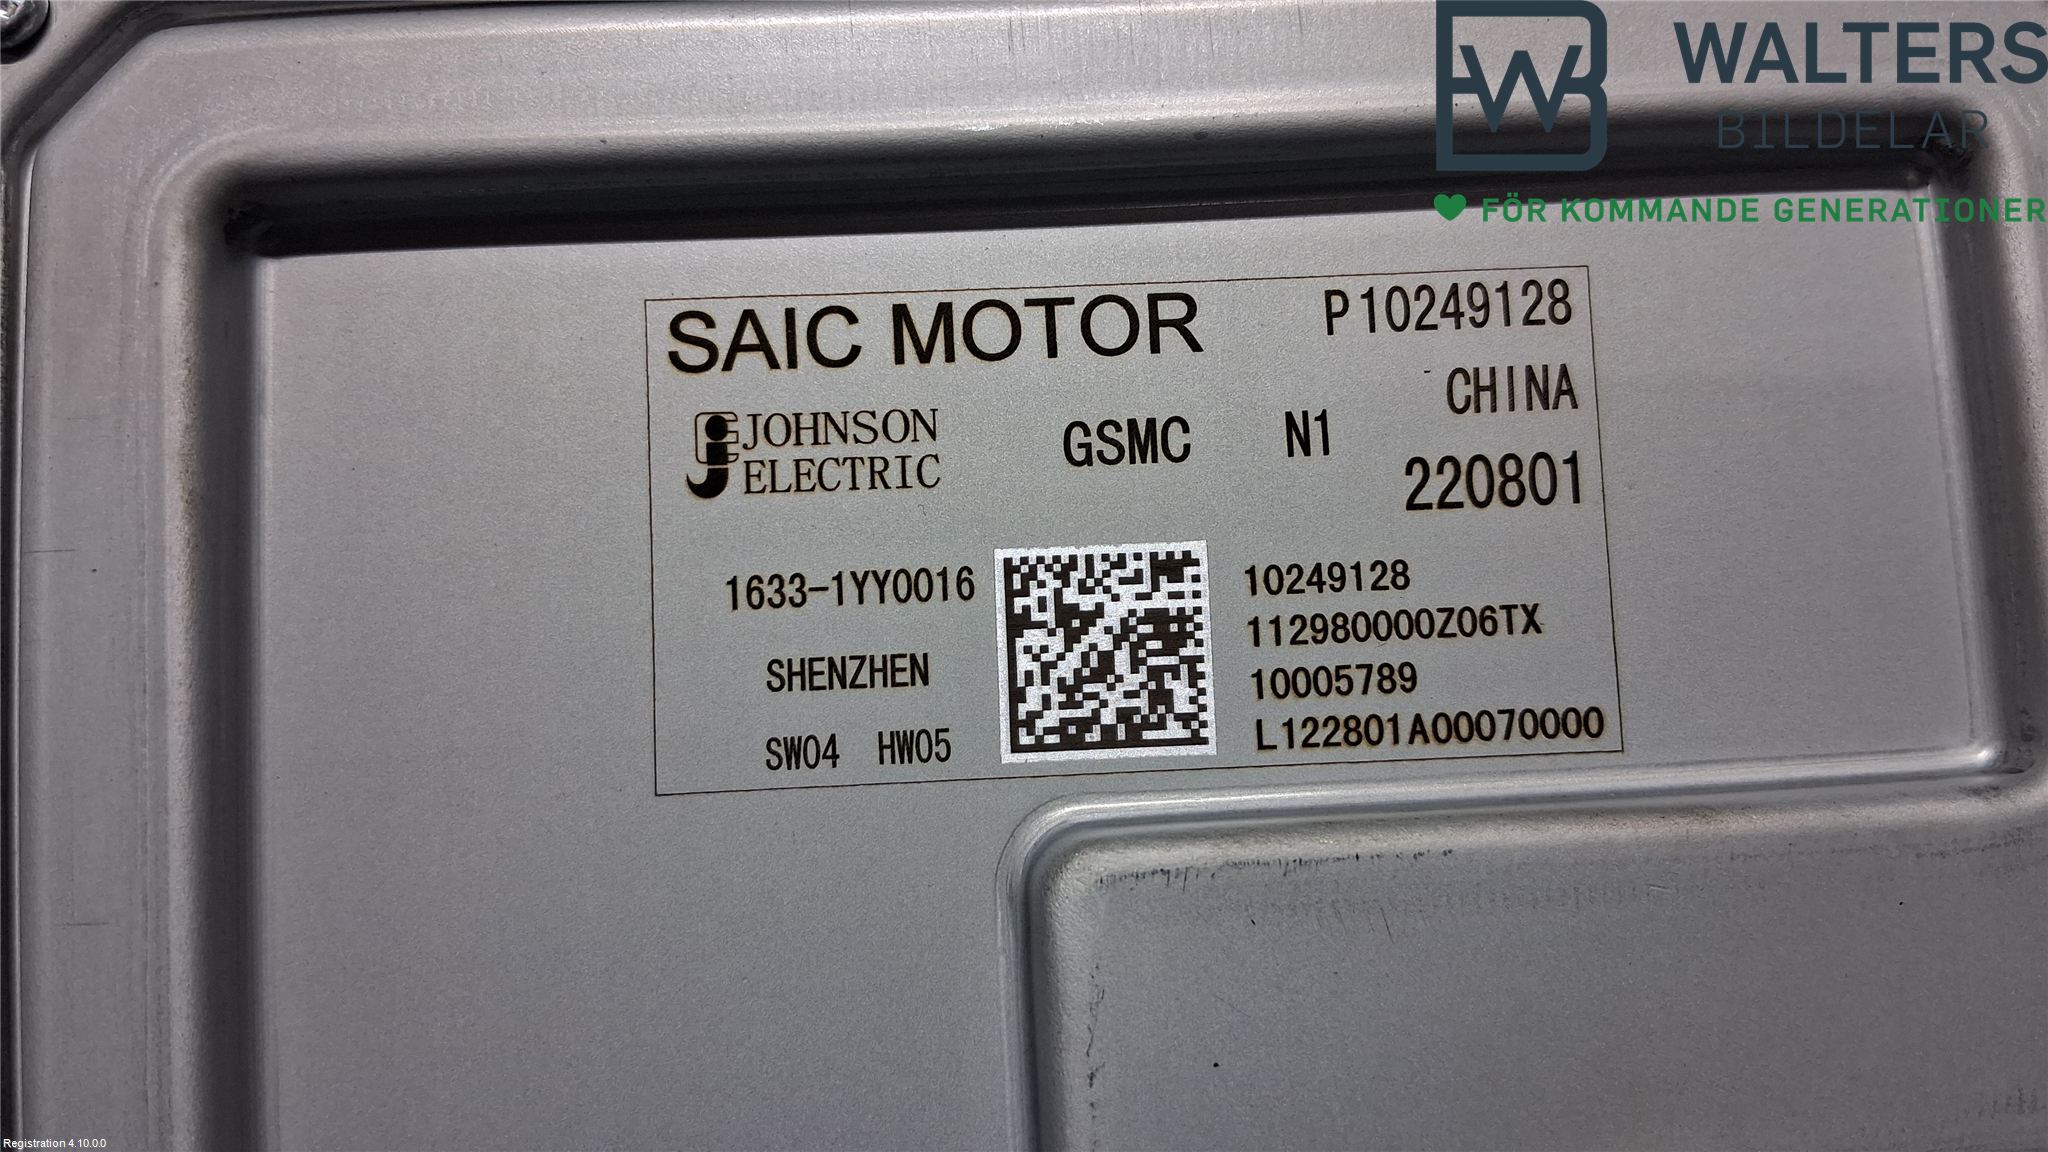 WALTERS
BILDELAR
FÖR KOMMANDE GENERATIONER
SAIC MOTOR
P10249128
CHINA
JOHNSON
ELECTRIC
GSMC
N1
220801
1633-1YY0016
SHENZHEN
SW04 HW05
10249128
112980000Z06TX
10005789
L122801A00070000
Registration 4.10.0.0